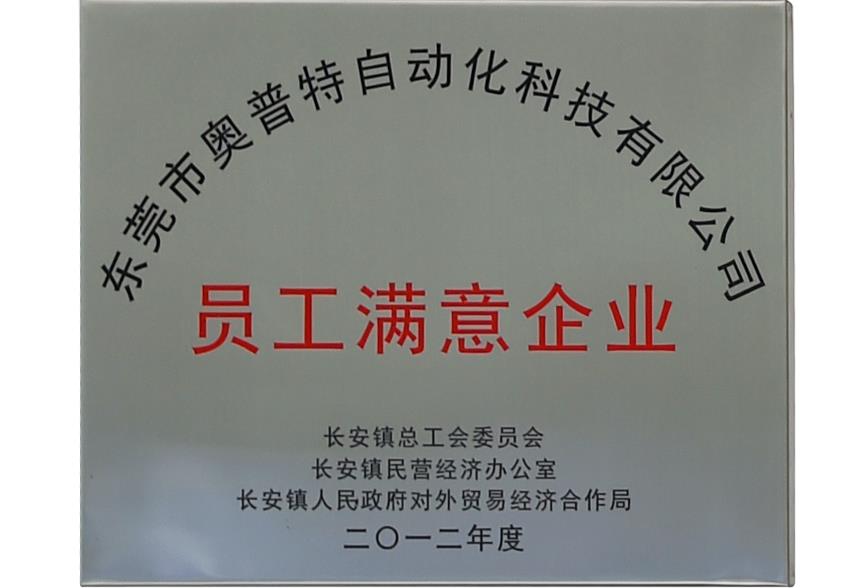 东莞市奥普特自动化科技有限公司
员工满意企业
长安镇总工会委员会
长安镇民营经济办公室
长安镇人民政府对外贸易经济合作局
二〇一二年度